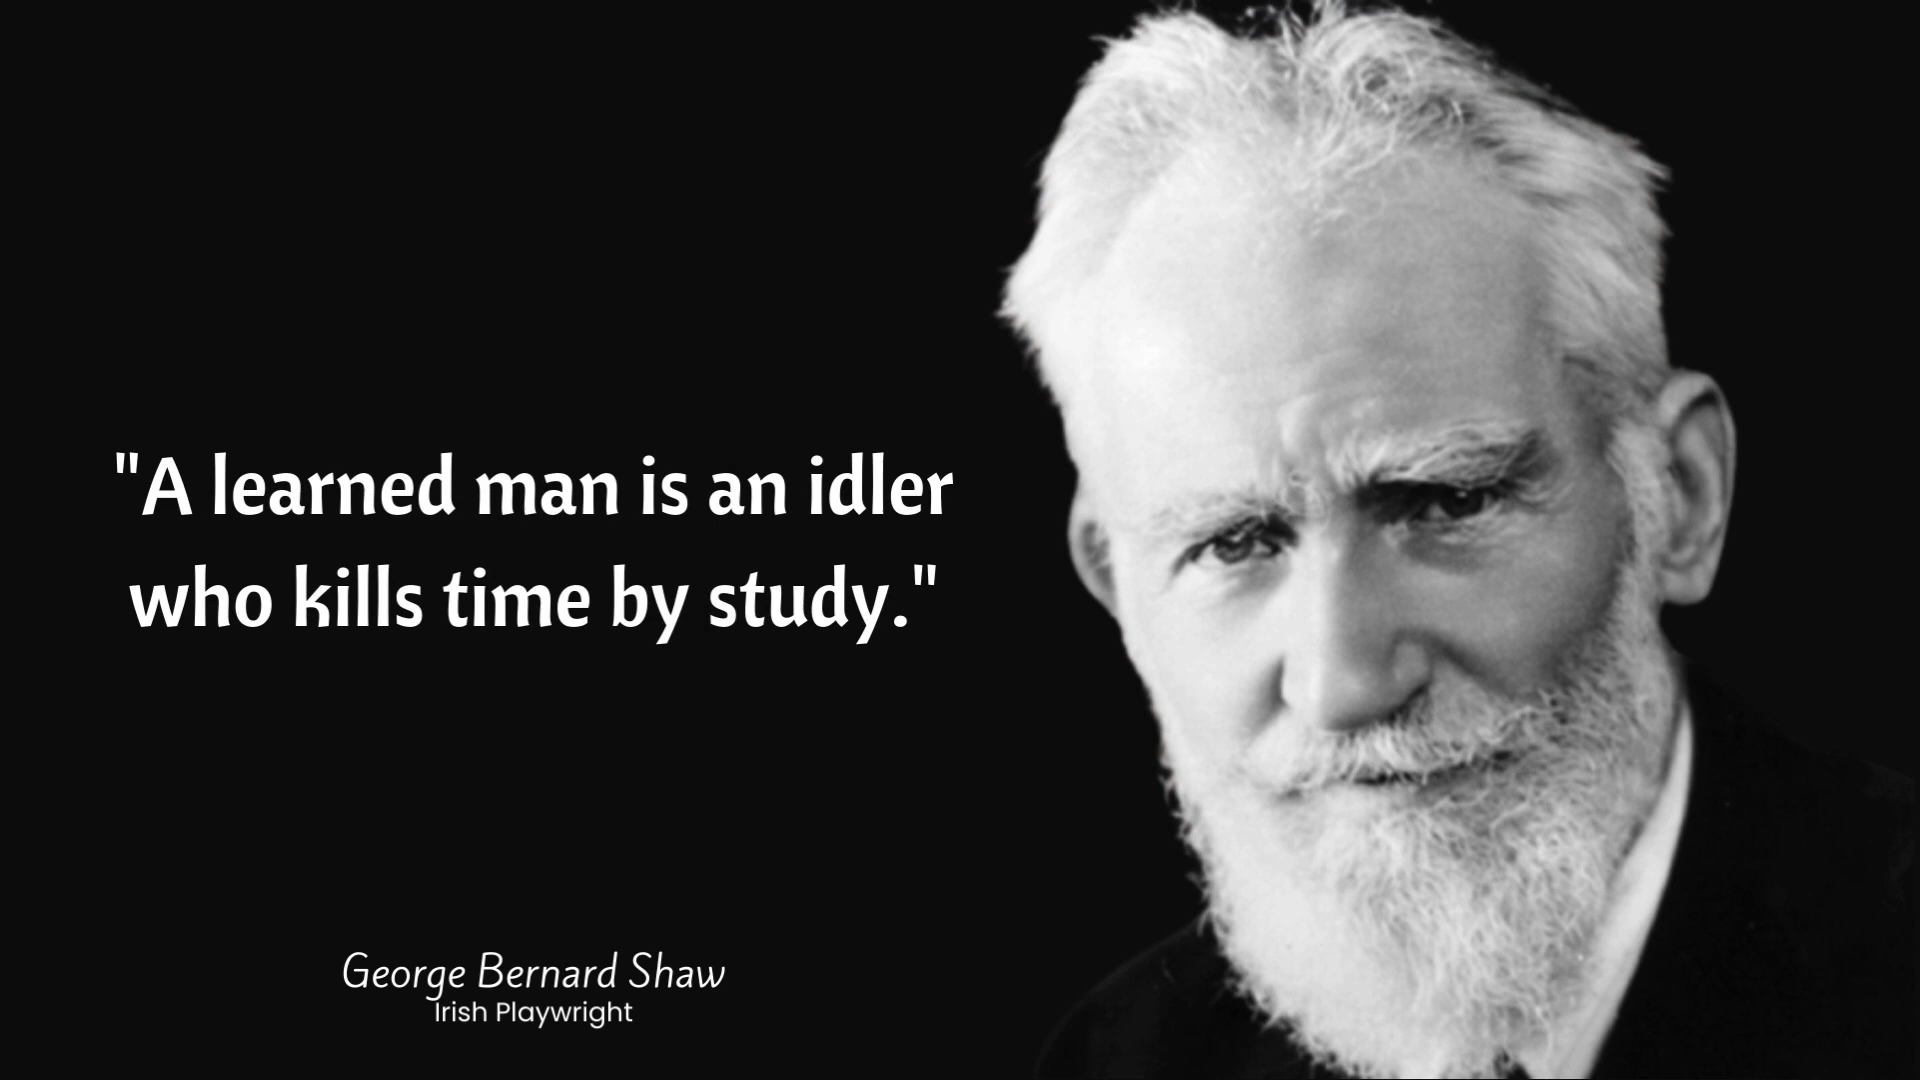 "A learned man is an idler
who kills time by study."
George Bernard Shaw
Irish Playwright